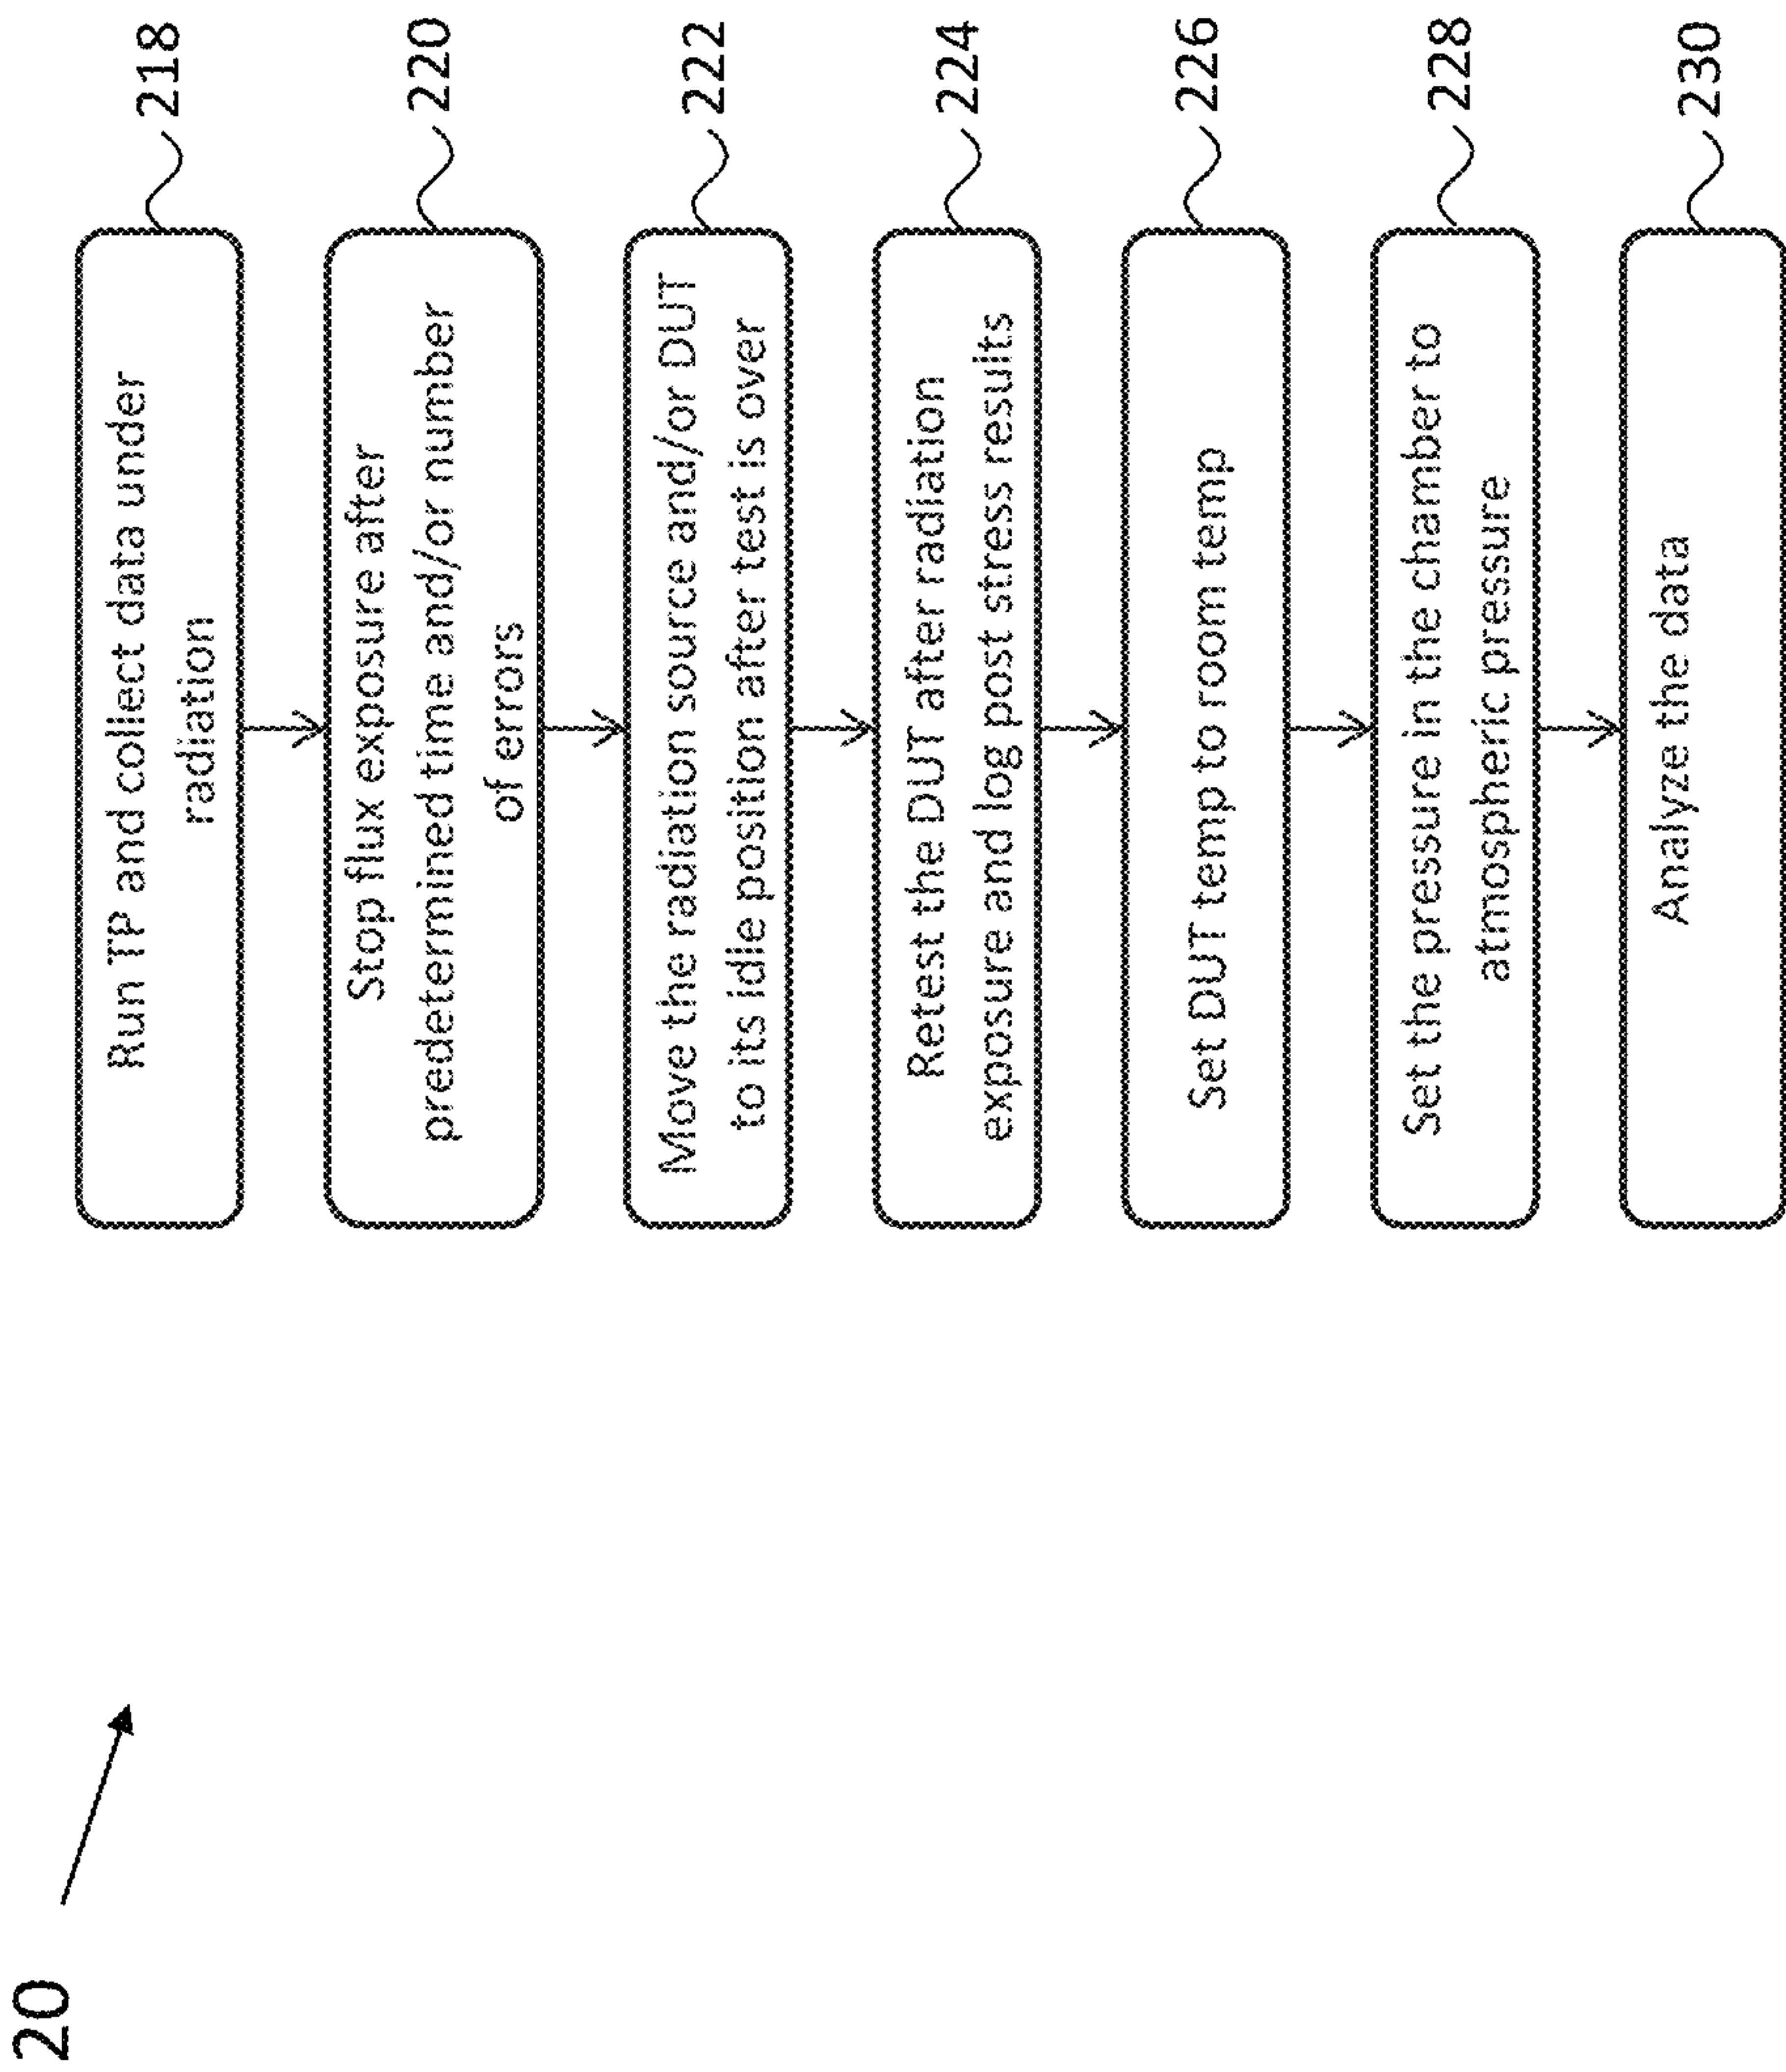 20
Run TP and collect data under
radiation
218
Stop flux exposure after
predetermined time and/or number
of errors
220
Move the radiation source and/or DUT
to its idle position after test is over
222
Retest the DUT after radiation
exposure and log post stress results
224
Set DUT temp to room temp
226
Set the pressure in the chamber to
atmospheric pressure
228
Analyze the data
230